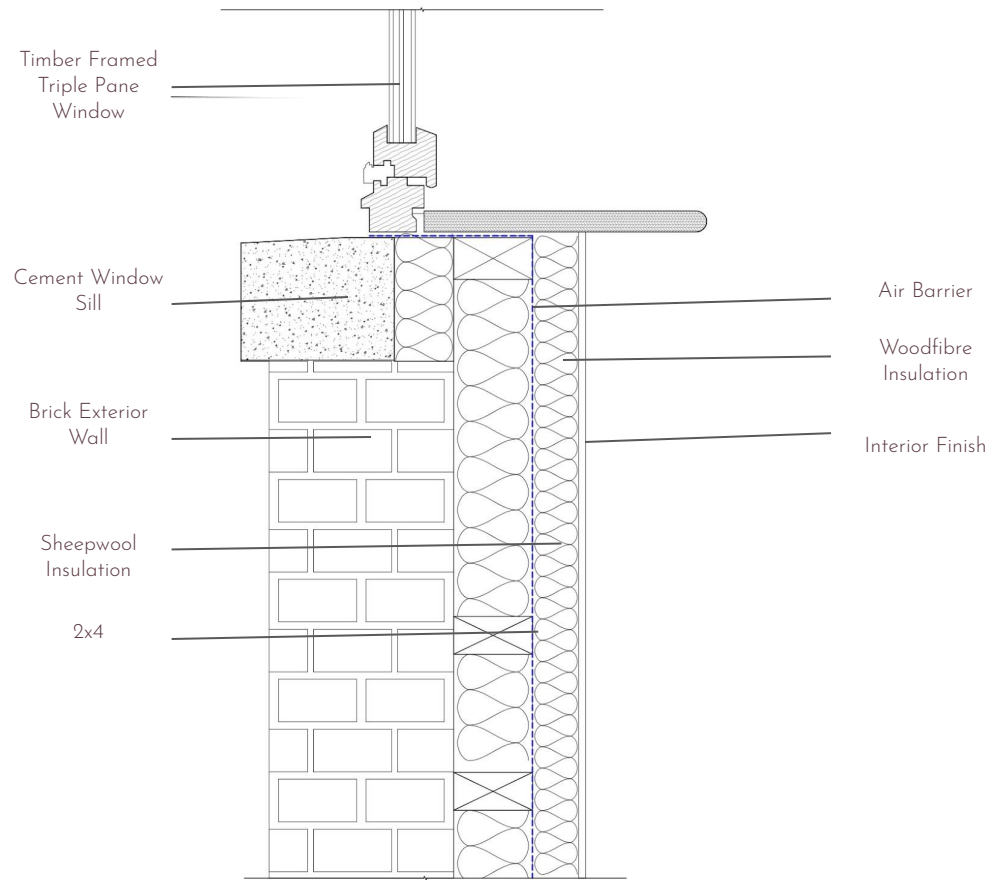 Timber Framed
Triple Pane
Window
Cement Window
Sill
Brick Exterior
Wall
Sheepwool
Insulation
2x4
Air Barrier
Woodfibre
Insulation
Interior Finish